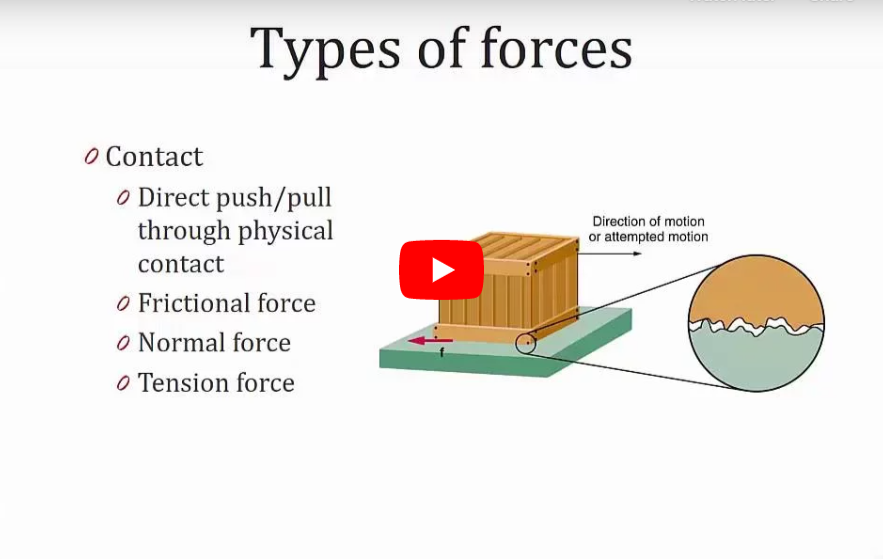 Types of forces
Contact
Direct push/pull
through physical
contact
Frictional force
Normal force
Tension force
Direction of motion
or attempted motion
f